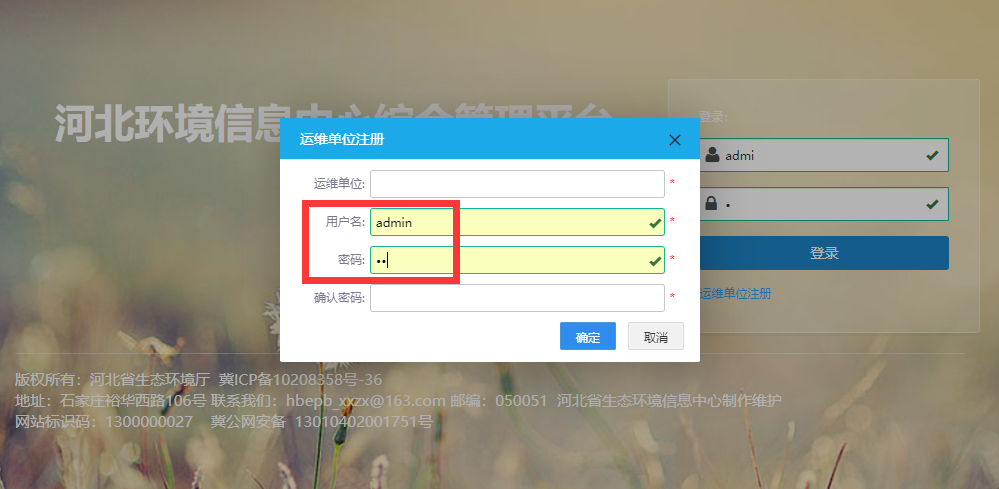 河北环境信息中心综合管理平台
运维单位注册
登录:
运维单位: *
用户名: admin *
密码: ●● *
确认密码: *
确定 取消
admi
●
登录
运维单位注册
版权所有：河北省生态环境厅 冀ICP备10208358号-36
地址：石家庄裕华西路106号 联系我们：hbepb_xxzx@163.com 邮编：050051 河北省生态环境信息中心制作维护
网站标识码：1300000027 冀公网安备 13010402001751号